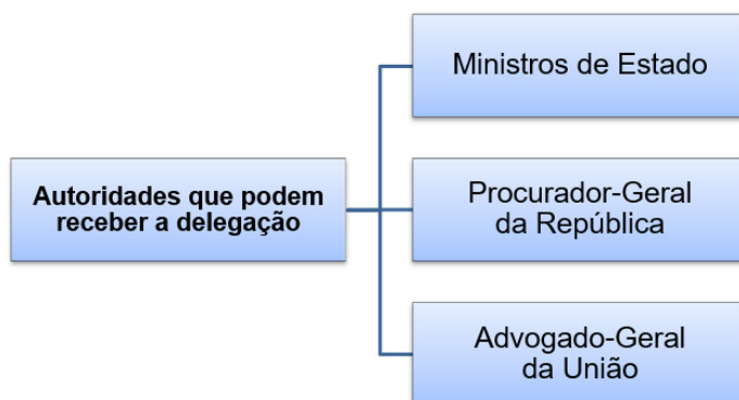 Autoridades que podem
receber a delegação
Ministros de Estado
Procurador-Geral
da República
Advogado-Geral
da União